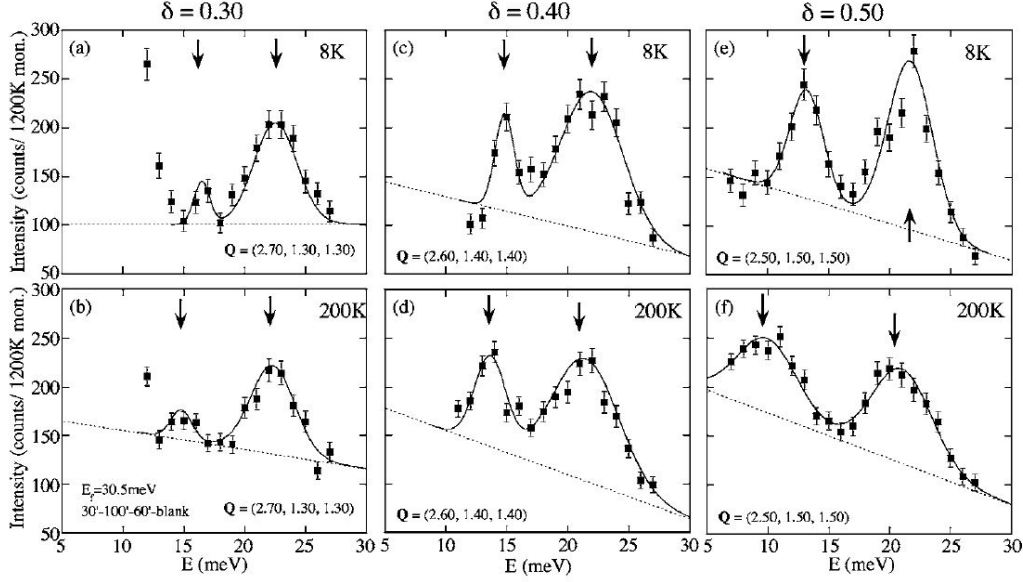 δ = 0.30
δ = 0.40
δ = 0.50
300
250
200
150
100
50
Intensity (counts/ 1200K mon.)
(a)
8K
Q = (2.70, 1.30, 1.30)
(c)
8K
Q = (2.60, 1.40, 1.40)
(e)
8K
Q = (2.50, 1.50, 1.50)
300
250
200
150
100
50
Intensity (counts/ 1200K mon.)
(b)
200K
E_f=30.5meV
30'-100'-60'-blank
Q = (2.70, 1.30, 1.30)
(d)
200K
Q = (2.60, 1.40, 1.40)
(f)
200K
Q = (2.50, 1.50, 1.50)
5 10 15 20 25 30
5 10 15 20 25 30
5 10 15 20 25 30
E (meV)
E (meV)
E (meV)